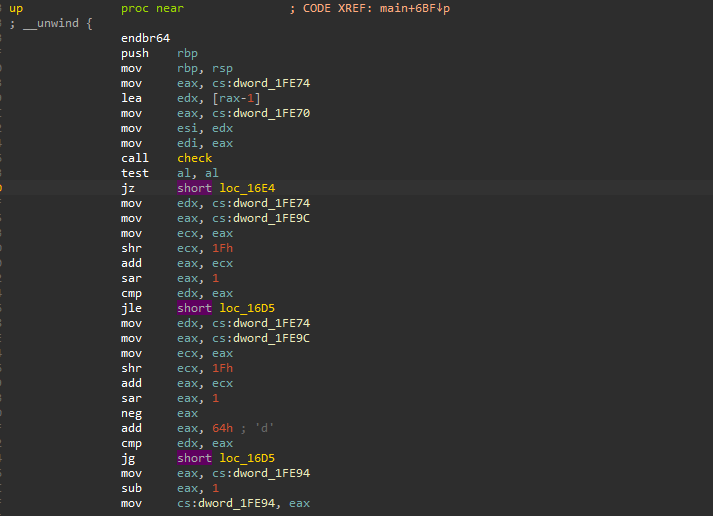 up proc near ; CODE XREF: main+6BF↓p
; __unwind {
endbr64
push rbp
mov rbp, rsp
mov eax, cs:dword_1FE74
lea edx, [rax-1]
mov eax, cs:dword_1FE70
mov esi, edx
mov edi, eax
call check
test al, al
jz short loc_16E4
mov edx, cs:dword_1FE74
mov eax, cs:dword_1FE9C
mov ecx, eax
shr ecx, 1Fh
add eax, ecx
sar eax, 1
cmp edx, eax
jle short loc_16D5
mov edx, cs:dword_1FE74
mov eax, cs:dword_1FE9C
mov ecx, eax
shr ecx, 1Fh
add eax, ecx
sar eax, 1
neg eax
add eax, 64h ; 'd'
cmp edx, eax
jg short loc_16D5
mov eax, cs:dword_1FE94
sub eax, 1
mov cs:dword_1FE94, eax